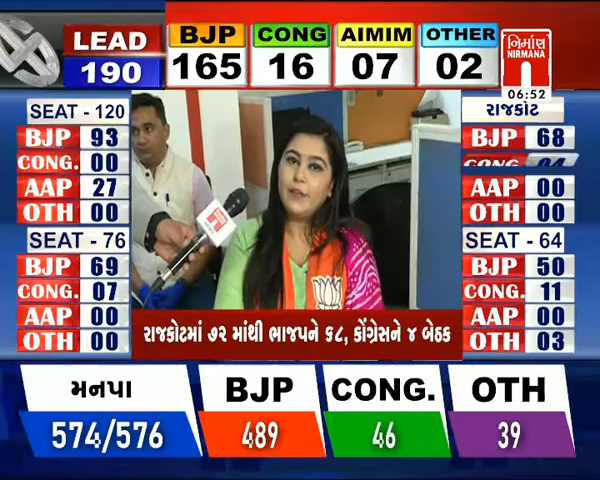 LEAD BJP CONG AIMIM OTHER
190 165 16 07 02
નિર્માણ
NIRMANA
06:52
SEAT - 120
BJP 93
CONG. 00
AAP 27
OTH 00
SEAT - 76
BJP 69
CONG. 07
AAP 00
OTH 00
રાજકોટ
BJP 68
CONG. 04
AAP 00
OTH 00
SEAT - 64
BJP 50
CONG. 11
AAP 00
OTH 03
રાજકોટમાં ૭૨ માંથી ભાજપને ૬૮, કોંગ્રેસને ૪ બેઠક
મનપા BJP CONG. OTH
574/576 489 46 39